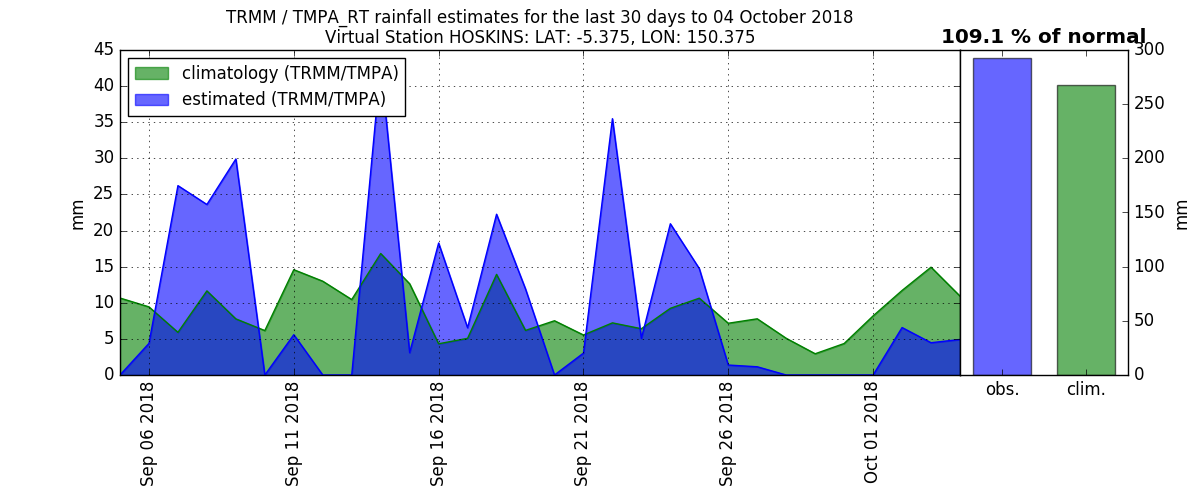 TRMM / TMPA_RT rainfall estimates for the last 30 days to 04 October 2018
Virtual Station HOSKINS: LAT: -5.375, LON: 150.375
109.1 % of normal
climatology (TRMM/TMPA)
estimated (TRMM/TMPA)
45
40
35
30
25
20
15
10
5
0
mm
Sep 06 2018
Sep 11 2018
Sep 16 2018
Sep 21 2018
Sep 26 2018
Oct 01 2018
300
250
200
150
100
50
0
mm
obs.
clim.